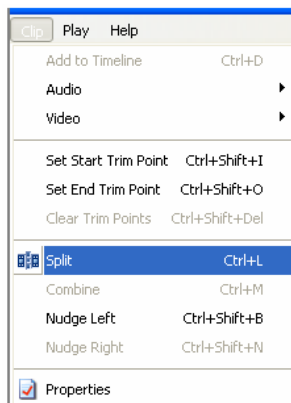 Clip Play Help
Add to Timeline Ctrl+D
Audio
Video
Set Start Trim Point Ctrl+Shift+I
Set End Trim Point Ctrl+Shift+O
Clear Trim Points Ctrl+Shift+Del
Split Ctrl+L
Combine Ctrl+M
Nudge Left Ctrl+Shift+B
Nudge Right Ctrl+Shift+N
Properties